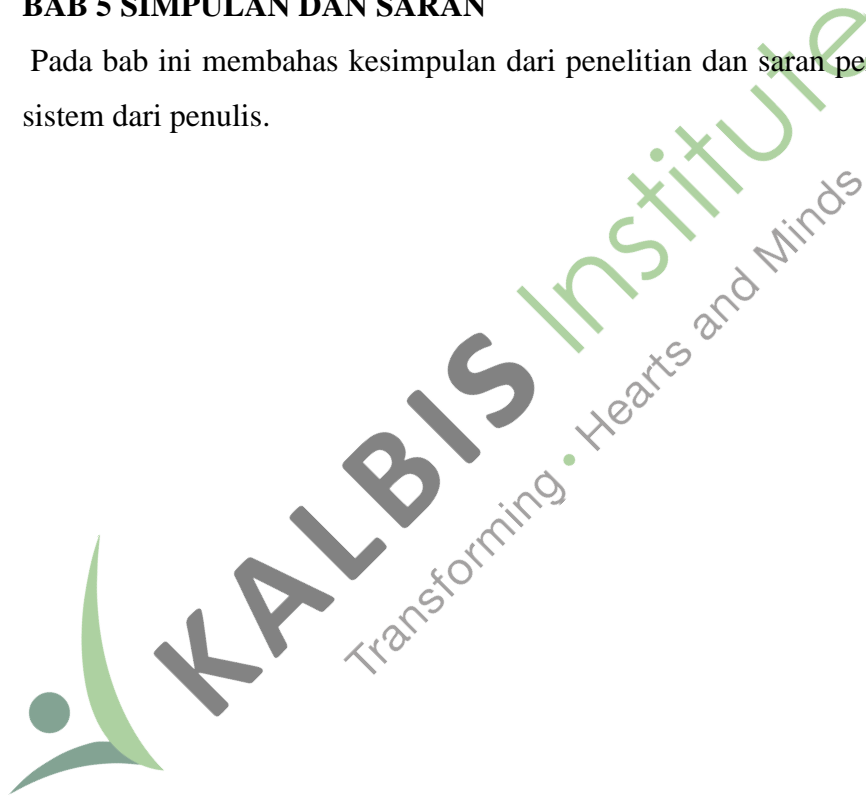 BAB 5 SIMPULAN DAN SARAN
Pada bab ini membahas kesimpulan dari penelitian dan saran
sistem dari penulis.
KALBIS Institute
Transforming • Hearts and Minds